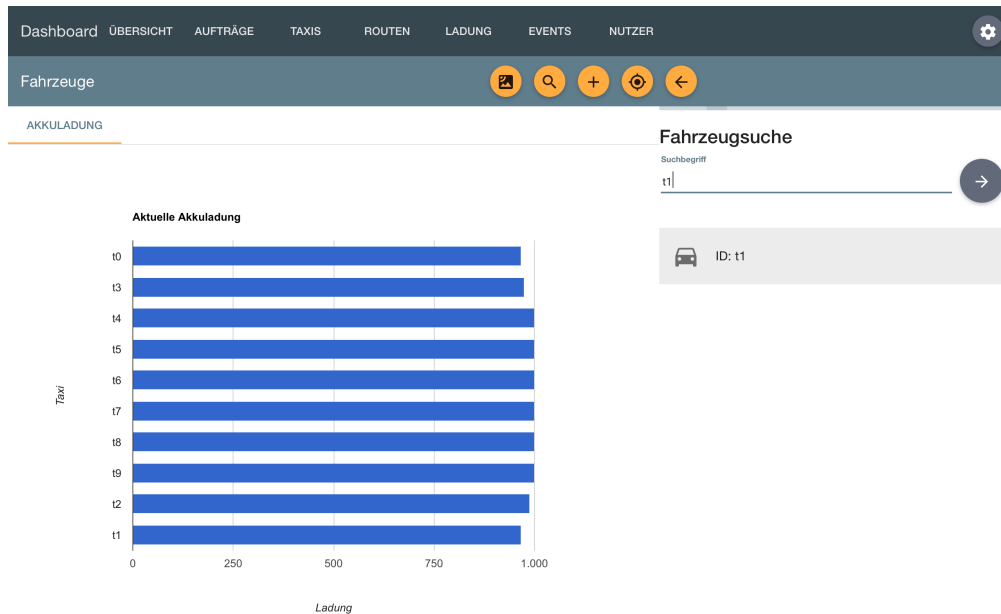 Dashboard ÜBERSICHT AUFTRÄGE TAXIS ROUTEN LADUNG EVENTS NUTZER
Fahrzeuge
AKKULADUNG
Fahrzeugsuche
Suchbegriff
t1
ID: t1
Aktuelle Akkuladung
t0
t3
t4
t5
t6
t7
t8
t9
t2
t1
Taxi
0 250 500 750 1.000
Ladung